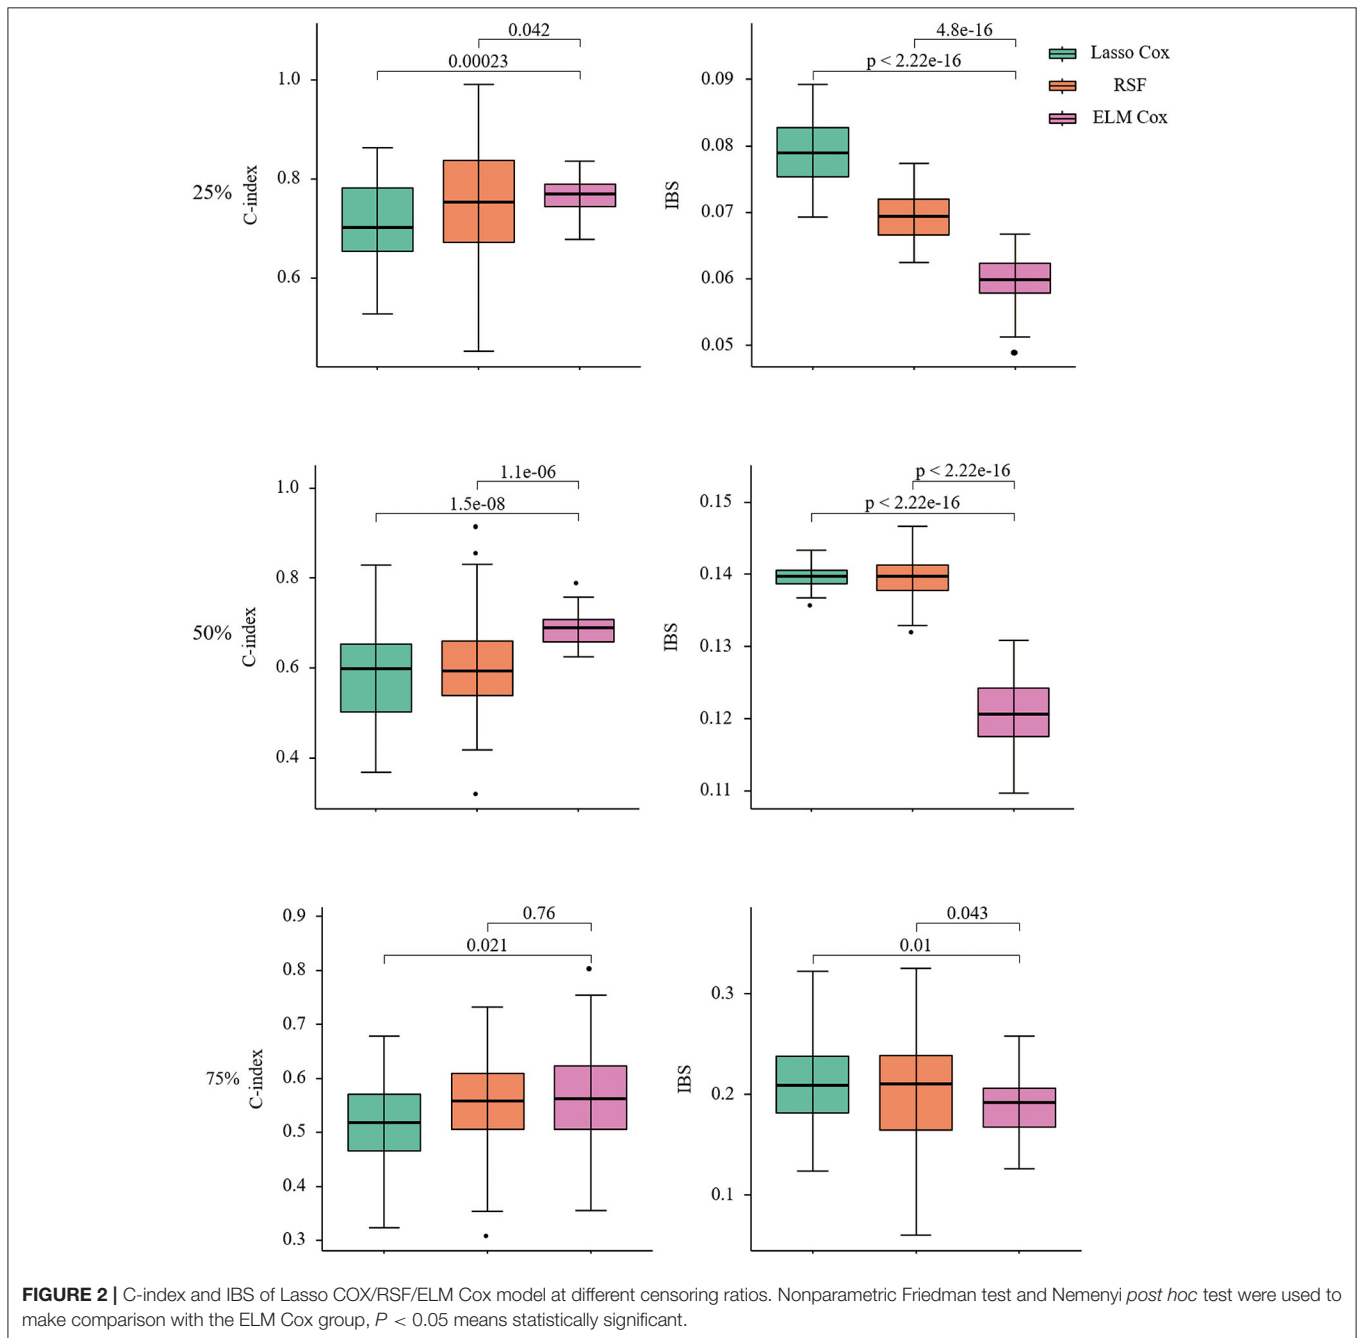 0.042
0.00023
1.0
0.8
0.6
25%
C-index
4.8e-16
p < 2.22e-16
0.09
0.08
0.07
0.06
0.05
IBS
Lasso Cox
RSF
ELM Cox
1.1e-06
1.5e-08
1.0
0.8
0.6
0.4
50%
C-index
p < 2.22e-16
p < 2.22e-16
0.15
0.14
0.13
0.12
0.11
IBS
0.76
0.021
0.9
0.8
0.7
0.6
0.5
0.4
0.3
75%
C-index
0.043
0.01
0.3
0.2
0.1
IBS
FIGURE 2 | C-index and IBS of Lasso COX/RSF/ELM Cox model at different censoring ratios. Nonparametric Friedman test and Nemenyi post hoc test were used to
make comparison with the ELM Cox group, P < 0.05 means statistically significant.